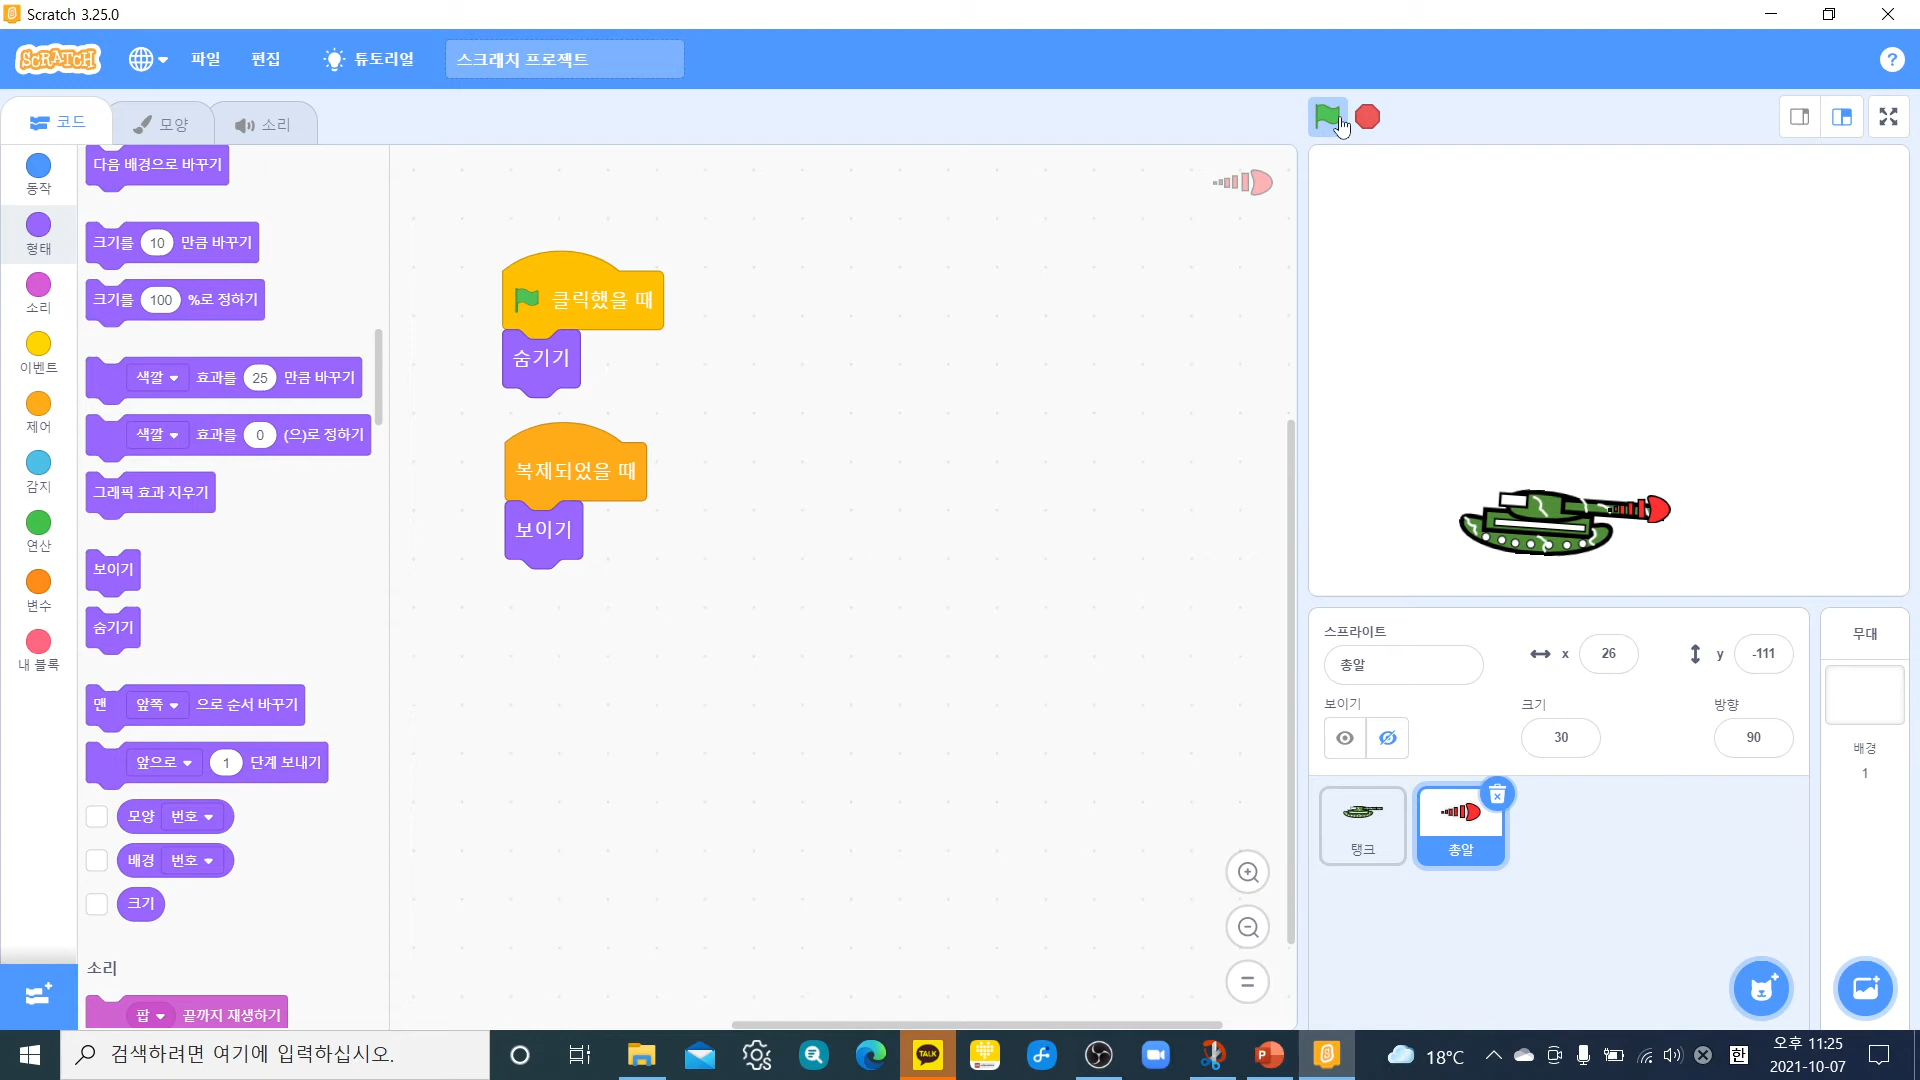 Scratch 3.25.0
SCRATCH
파일
편집
튜토리얼
스크래치 프로젝트
?
코드
모양
소리
동작
형태
소리
이벤트
제어
감지
연산
변수
내 블록
다음 배경으로 바꾸기
크기를 10 만큼 바꾸기
크기를 100 %로 정하기
색깔 효과를 25 만큼 바꾸기
색깔 효과를 0 (으)로 정하기
그래픽 효과 지우기
보이기
숨기기
맨 앞쪽 으로 순서 바꾸기
앞으로 1 단계 보내기
모양 번호
배경 번호
크기
소리
팝 끝까지 재생하기
클릭했을 때
숨기기
복제되었을 때
보이기
스프라이트
총알
x 26
y -111
보이기
크기
방향
30
90
탱크
총알
무대
배경
1
검색하려면 여기에 입력하십시오.
TALK
18°C
한
오후 11:25
2021-10-07